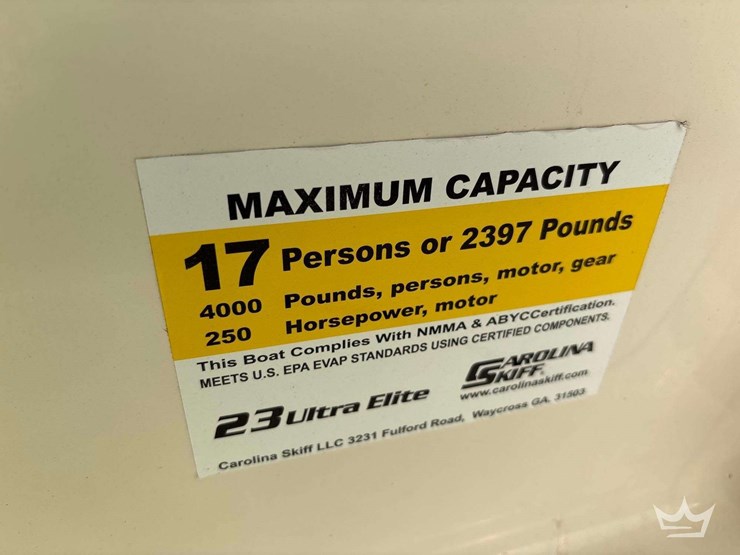 MAXIMUM CAPACITY
17 Persons or 2397 Pounds
4000 Pounds, persons, motor, gear
250 Horsepower, motor
This Boat Complies With NMMA & ABYCCertification.
MEETS U.S. EPA EVAP STANDARDS USING CERTIFIED COMPONENTS.
23 Ultra Elite
CAROLINA
SKIFF
www.carolinaskiff.com
Carolina Skiff LLC 3231 Fulford Road, Waycross GA. 31503